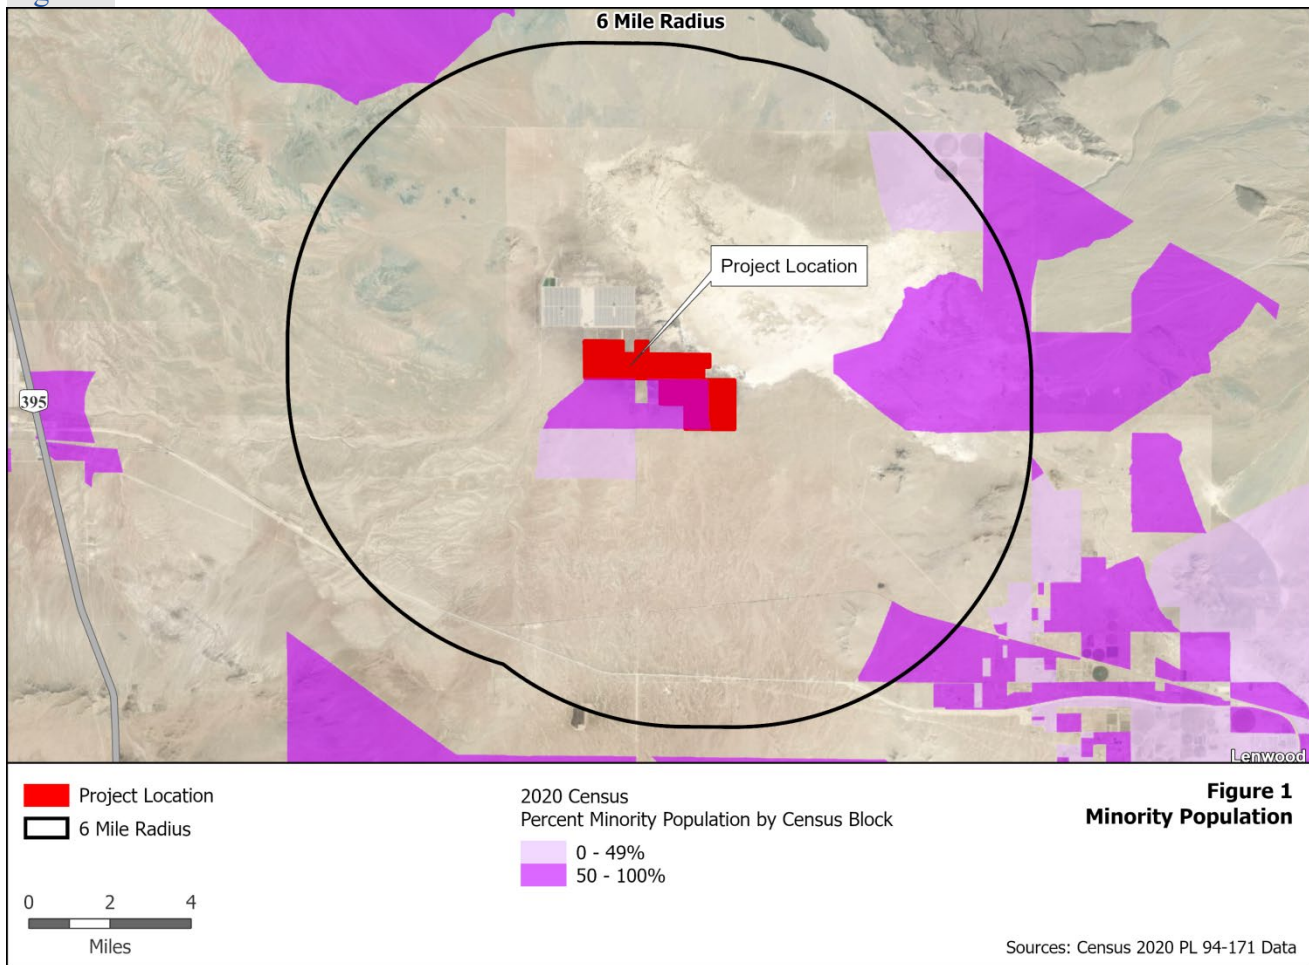 6 Mile Radius
Project Location
395
Lenwood
Project Location
6 Mile Radius
0 2 4
Miles
2020 Census
Percent Minority Population by Census Block
0 - 49%
50 - 100%
Figure 1
Minority Population
Sources: Census 2020 PL 94-171 Data